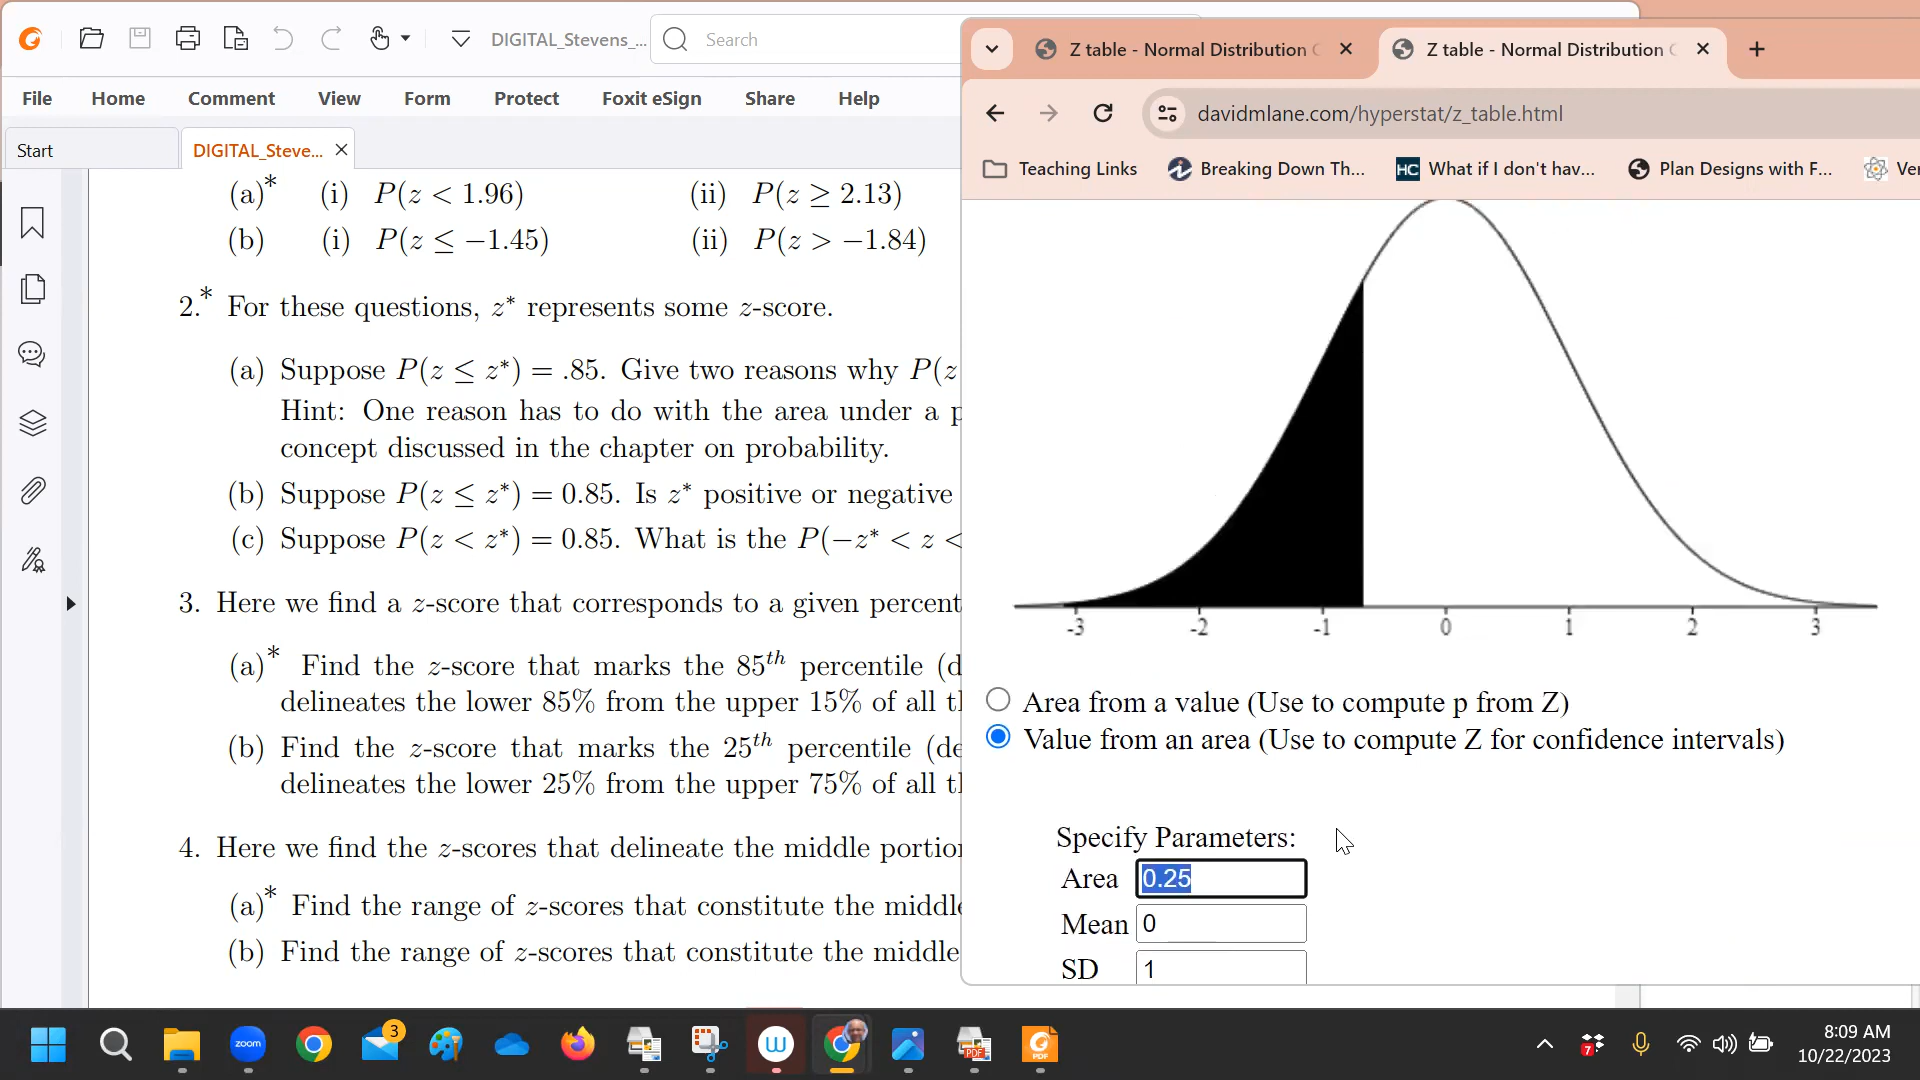 DIGITAL_Stevens_...
Search
File Home Comment View Form Protect Foxit eSign Share Help
Start
DIGITAL_Steve...
(a)* (i) P(z < 1.96) (ii) P(z ≥ 2.13)
(b) (i) P(z ≤ −1.45) (ii) P(z > −1.84)
2.* For these questions, z* represents some z-score.
(a) Suppose P(z ≤ z*) = .85. Give two reasons why P(z
Hint: One reason has to do with the area under a p
concept discussed in the chapter on probability.
(b) Suppose P(z ≤ z*) = 0.85. Is z* positive or negative
(c) Suppose P(z < z*) = 0.85. What is the P(−z* < z <
3. Here we find a z-score that corresponds to a given percent
(a)* Find the z-score that marks the 85th percentile (d
delineates the lower 85% from the upper 15% of all t
(b) Find the z-score that marks the 25th percentile (de
delineates the lower 25% from the upper 75% of all t
4. Here we find the z-scores that delineate the middle portion
(a)* Find the range of z-scores that constitute the middle
(b) Find the range of z-scores that constitute the middle
Z table - Normal Distribution C
Z table - Normal Distribution C
davidmlane.com/hyperstat/z_table.html
Teaching Links
Breaking Down Th...
HC What if I don't hav...
Plan Designs with F...
Ver
-3 -2 -1 0 1 2 3
Area from a value (Use to compute p from Z)
Value from an area (Use to compute Z for confidence intervals)
Specify Parameters:
Area 0.25
Mean 0
SD 1
zoom
3
W
PDF
PDF
7
8:09 AM
10/22/2023